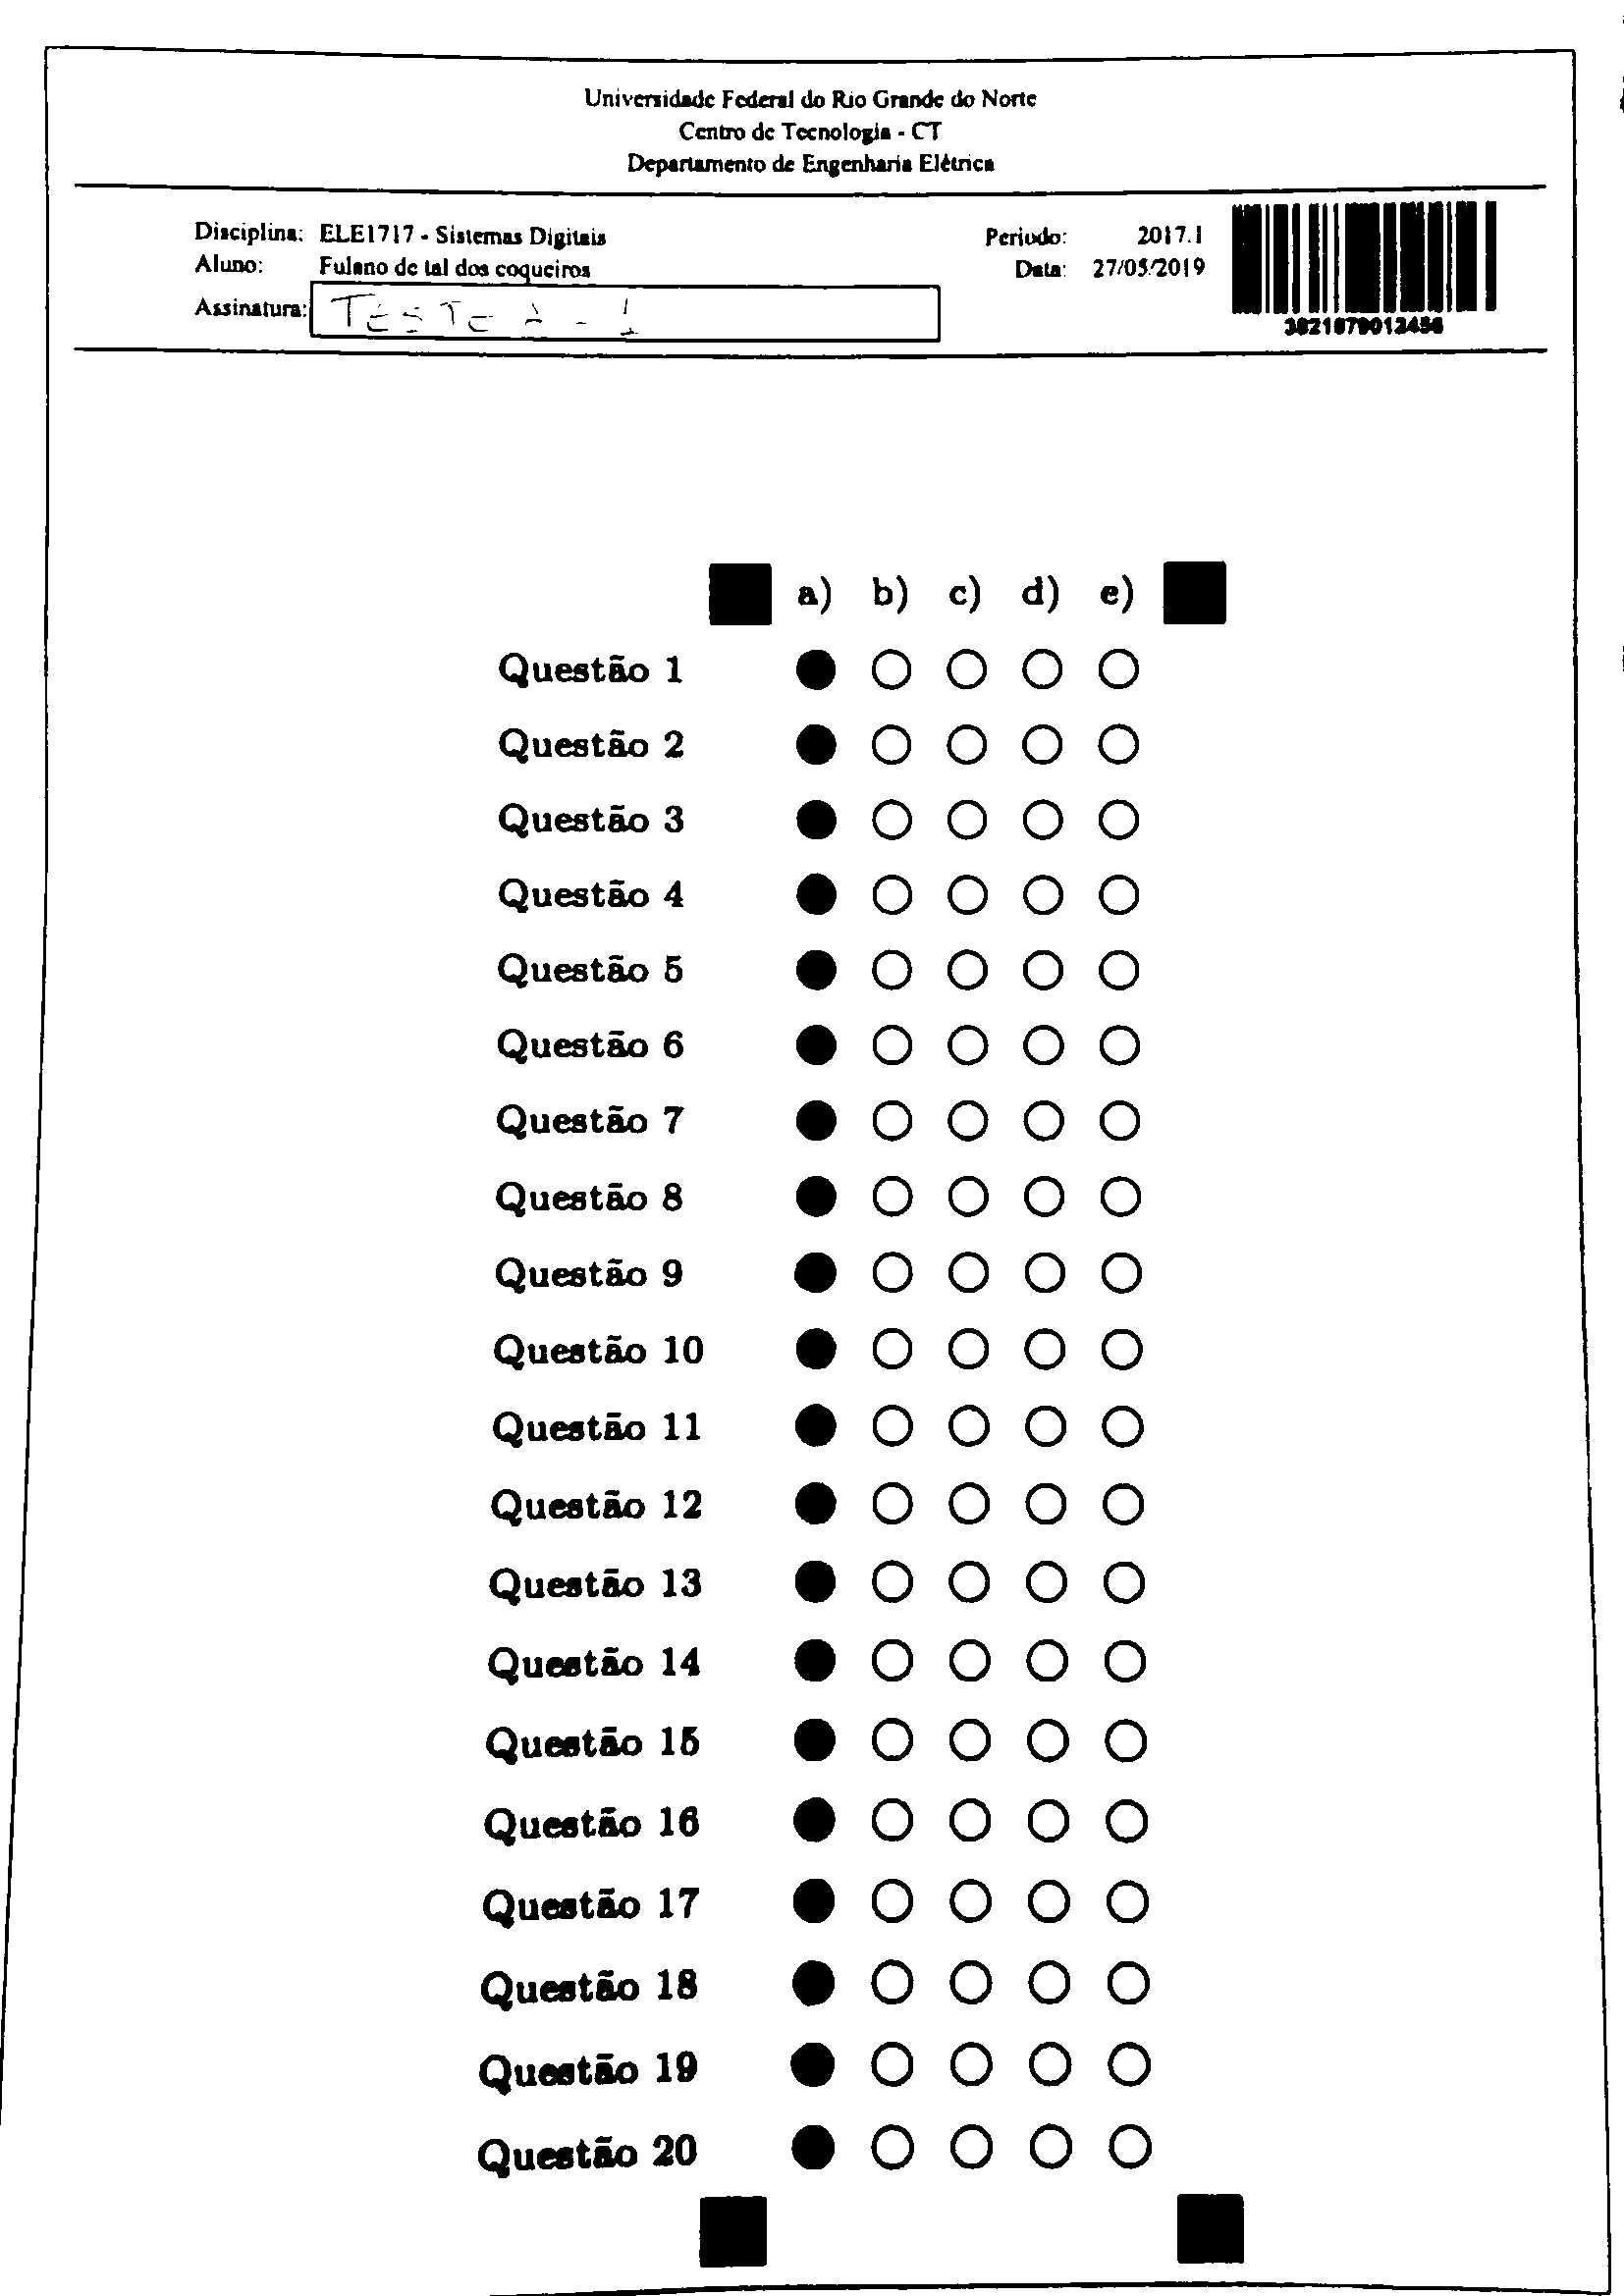 Universidade Federal do Rio Grande do Norte
Centro de Tecnologia - CT
Departamento de Engenharia Elétrica
Disciplina: ELE1717 - Sistemas Digitais
Período: 2017.1
Aluno: Fulano de tal dos coqueiros
Data: 27/05/2019
Assinatura: TESTE A - 1
a) b) c) d) e)
Questão 1
Questão 2
Questão 3
Questão 4
Questão 5
Questão 6
Questão 7
Questão 8
Questão 9
Questão 10
Questão 11
Questão 12
Questão 13
Questão 14
Questão 15
Questão 16
Questão 17
Questão 18
Questão 19
Questão 20